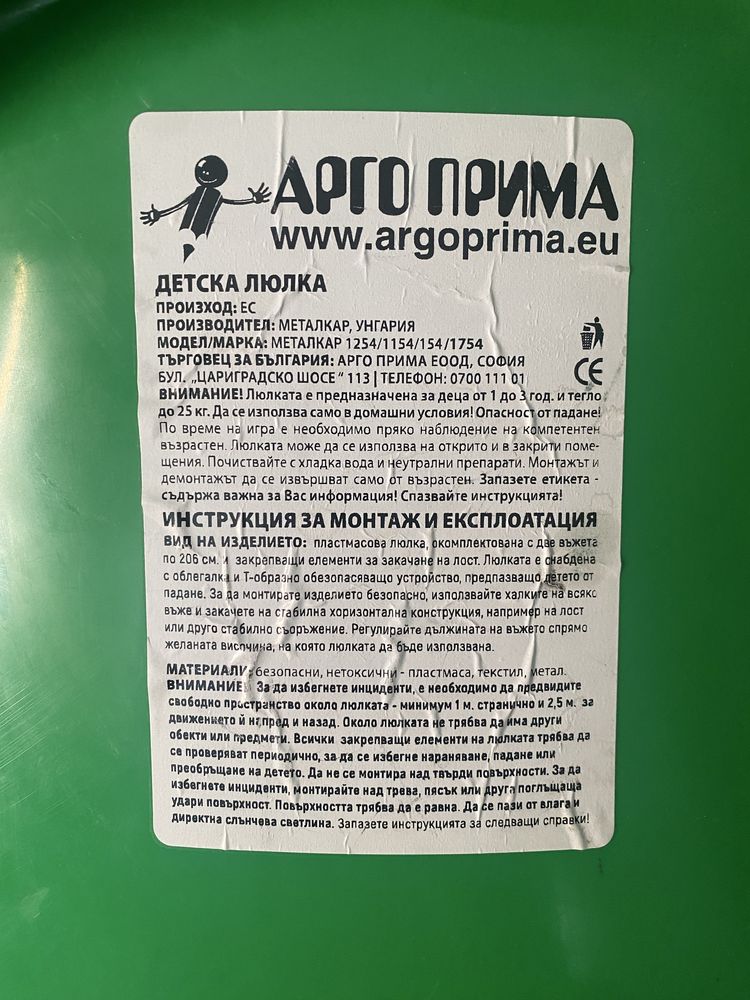 АРГО ПРИМА
www.argoprima.eu
ДЕТСКА ЛЮЛКА
ПРОИЗХОД: ЕС
ПРОИЗВОДИТЕЛ: МЕТАЛКАР, УНГАРИЯ
МОДЕЛ/МАРКА: МЕТАЛКАР 1254/1154/154/1754
ТЪРГОВЕЦ ЗА БЪЛГАРИЯ: АРГО ПРИМА ЕООД, СОФИЯ
БУЛ. „ЦАРИГРАДСКО ШОСЕ“ 113 | ТЕЛЕФОН: 0700 111 01
CE
ВНИМАНИЕ! Люлката е предназначена за деца от 1 до 3 год. и тегло
до 25 кг. Да се използва само в домашни условия! Опасност от падане!
По време на игра е необходимо пряко наблюдение на компетентен
възрастен. Люлката може да се използва на открито и в закрити поме-
щения. Почиствайте с хладка вода и неутрални препарати. Монтажът и
демонтажът да се извършват само от възрастен. Запазете етикета -
съдържа важна за Вас информация! Спазвайте инструкцията!
ИНСТРУКЦИЯ ЗА МОНТАЖ И ЕКСПЛОАТАЦИЯ
ВИД НА ИЗДЕЛИЕТО: пластмасова люлка, окомплектована с две въжета
по 206 см. и закрепващи елементи за закачане на лост. Люлката е снабдена
с облегалка и Т-образно обезопасяващо устройство, предпазващо детето от
падане. За да монтирате изделието безопасно, използвайте халките на всяко
въже и закачете на стабилна хоризонтална конструкция, например на лост
или друго стабилно съоръжение. Регулирайте дължината на въжето спрямо
желаната височина, на която люлката да бъде използвана.
МАТЕРИАЛИ: безопасни, нетоксични - пластмаса, текстил, метал.
ВНИМАНИЕ! За да избегнете инциденти, е необходимо да предвидите
свободно пространство около люлката - минимум 1 м. странично и 2,5 м. за
движението й напред и назад. Около люлката не трябва да има други
обекти или предмети. Всички закрепващи елементи на люлката трябва да
се проверяват периодично, за да се избегне нараняване, падане или
преобръщане на детето. Да не се монтира над твърди повърхности. За да
избегнете инциденти, монтирайте над трева, пясък или друга поглъщаща
удари повърхност. Повърхността трябва да е равна. Да се пази от влага и
директна слънчева светлина. Запазете инструкцията за следващи справки!